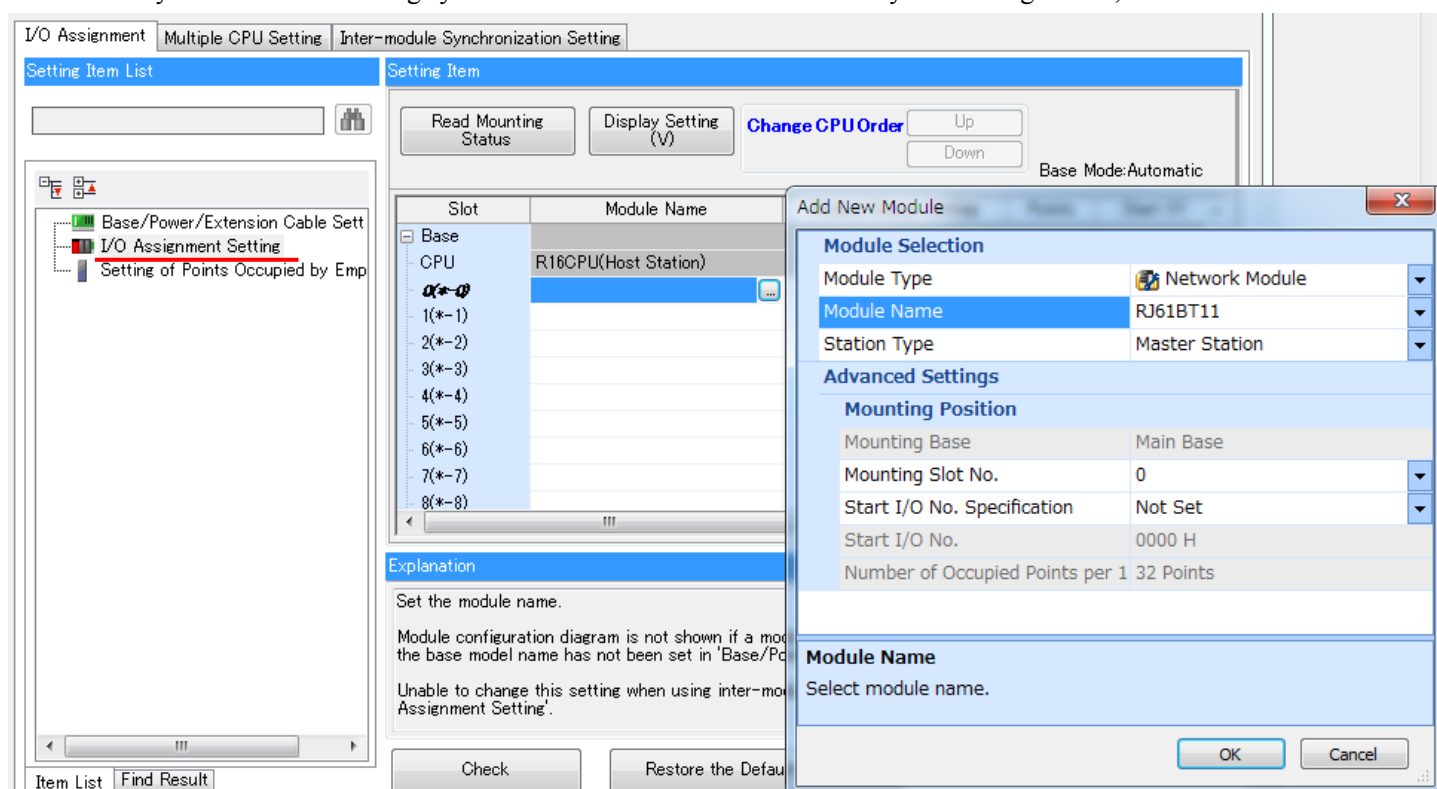 I/O Assignment Multiple CPU Setting Inter-module Synchronization Setting
Setting Item List
Setting Item
Read Mounting Status
Display Setting (V)
Change CPU Order
Up
Down
Base Mode:Automatic
Base/Power/Extension Cable Sett
I/O Assignment Setting
Setting of Points Occupied by Emp
Slot Module Name
Base
CPU R16CPU(Host Station)
0(*-0)
1(*-1)
2(*-2)
3(*-3)
4(*-4)
5(*-5)
6(*-6)
7(*-7)
8(*-8)
Explanation
Set the module name.
Module configuration diagram is not shown if a mod
the base model name has not been set in 'Base/Po
Unable to change this setting when using inter-mo
Assignment Setting'.
Check
Restore the Defau
Item List Find Result
Add New Module
Module Selection
Module Type Network Module
Module Name RJ61BT11
Station Type Master Station
Advanced Settings
Mounting Position
Mounting Base Main Base
Mounting Slot No. 0
Start I/O No. Specification Not Set
Start I/O No. 0000 H
Number of Occupied Points per 1 32 Points
Module Name
Select module name.
OK Cancel